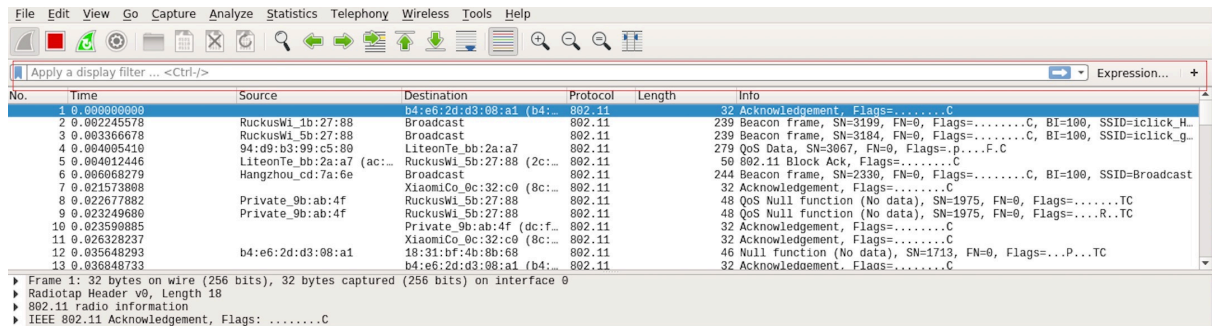 File Edit View Go Capture Analyze Statistics Telephony Wireless Tools Help
Apply a display filter ... <Ctrl-/> Expression... +
No. Time Source Destination Protocol Length Info
1 0.000000000 b4:e6:2d:d3:08:a1 (b4:… 802.11 32 Acknowledgement, Flags=........C
2 0.002245578 RuckusWi_1b:27:88 Broadcast 802.11 239 Beacon frame, SN=3199, FN=0, Flags=........C, BI=100, SSID=iclick_H…
3 0.003366678 RuckusWi_5b:27:88 Broadcast 802.11 239 Beacon frame, SN=3184, FN=0, Flags=........C, BI=100, SSID=iclick_g…
4 0.004005410 94:d9:b3:99:c5:80 LiteonTe_bb:2a:a7 802.11 279 QoS Data, SN=3067, FN=0, Flags=.p....F.C
5 0.004012446 LiteonTe_bb:2a:a7 (ac:… RuckusWi_5b:27:88 (2c:… 802.11 50 802.11 Block Ack, Flags=........C
6 0.006068279 Hangzhou_cd:7a:6e Broadcast 802.11 244 Beacon frame, SN=2330, FN=0, Flags=........C, BI=100, SSID=Broadcast
7 0.021573808 XiaomiCo_0c:32:c0 (8c:… 802.11 32 Acknowledgement, Flags=........C
8 0.022677882 Private_9b:ab:4f RuckusWi_5b:27:88 802.11 48 QoS Null function (No data), SN=1975, FN=0, Flags=.......TC
9 0.023249680 Private_9b:ab:4f RuckusWi_5b:27:88 802.11 48 QoS Null function (No data), SN=1975, FN=0, Flags=....R..TC
10 0.023590885 Private_9b:ab:4f (dc:f… 802.11 32 Acknowledgement, Flags=........C
11 0.026328237 XiaomiCo_0c:32:c0 (8c:… 802.11 32 Acknowledgement, Flags=........C
12 0.035648293 b4:e6:2d:d3:08:a1 18:31:bf:4b:8b:68 802.11 46 Null function (No data), SN=1713, FN=0, Flags=...P...TC
13 0.036848733 b4:e6:2d:d3:08:a1 (b4:… 802.11 32 Acknowledgement, Flags=........C
Frame 1: 32 bytes on wire (256 bits), 32 bytes captured (256 bits) on interface 0
Radiotap Header v0, Length 18
802.11 radio information
IEEE 802.11 Acknowledgement, Flags: ........C